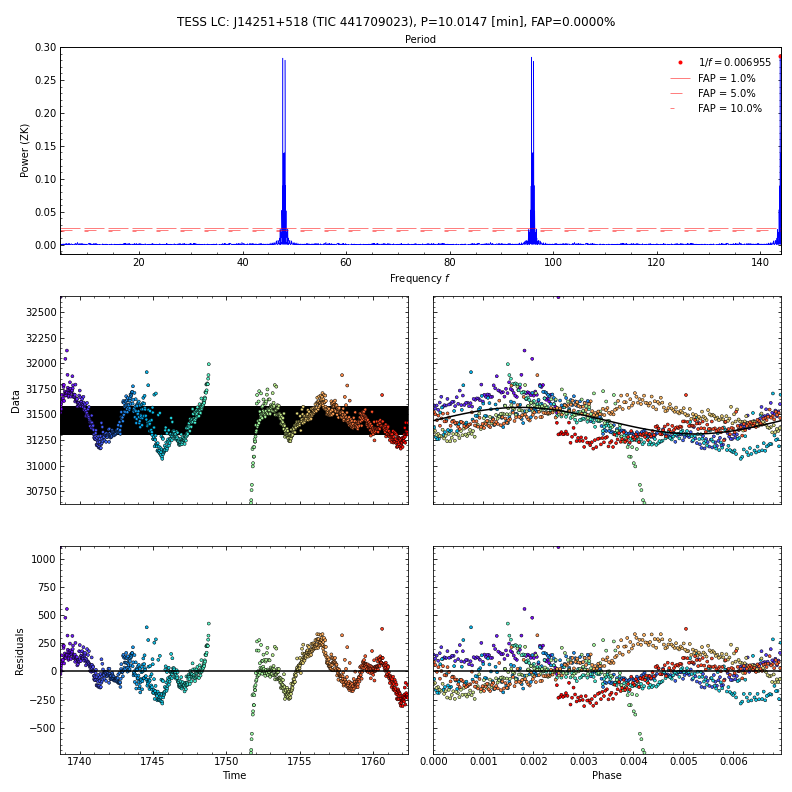 TESS LC: J14251+518 (TIC 441709023), P=10.0147 [min], FAP=0.0000%
Period
0.30
0.25
0.20
0.15
0.10
0.05
0.00
Power (ZK)
1/f = 0.006955
FAP = 1.0%
FAP = 5.0%
FAP = 10.0%
20 40 60 80 100 120 140
Frequency f
32500
32250
32000
31750
31500
31250
31000
30750
Data
1000
750
500
250
0
−250
−500
Residuals
1740 1745 1750 1755 1760
Time
0.000 0.001 0.002 0.003 0.004 0.005 0.006
Phase